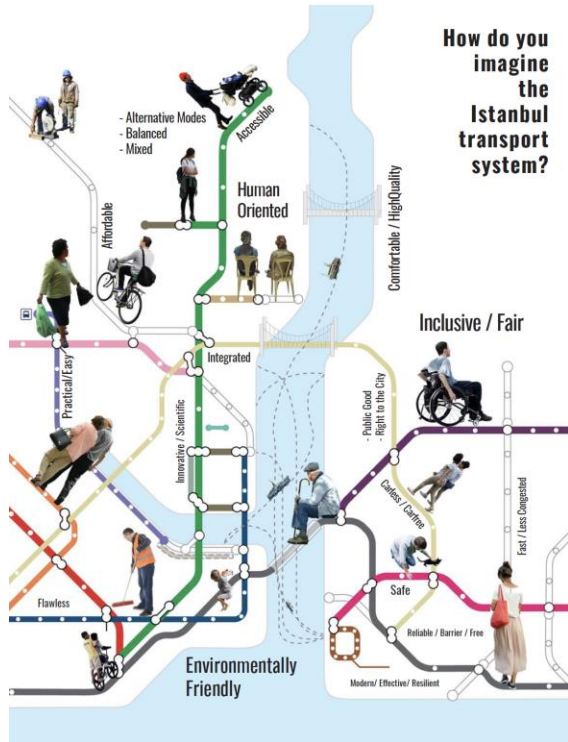 How do you
imagine
the
Istanbul
transport
system?
- Alternative Modes
- Balanced
- Mixed
Accessible
Human
Oriented
Affordable
Comfortable / HighQuality
Inclusive / Fair
Integrated
Practical/Easy
- Public Good
- Right to the City
Innovative / Scientific
Carless / Carfree
Fast / Less Congested
Flawless
Safe
Reliable / Barrier / Free
Environmentally
Friendly
Modern/ Effective/ Resilient